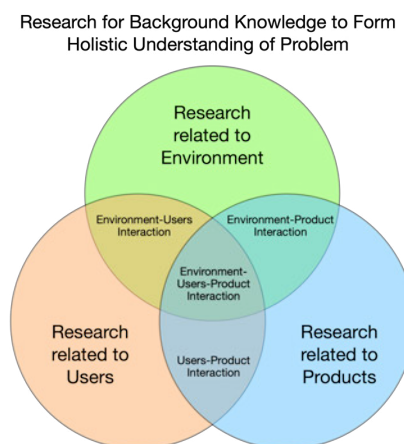 Research for Background Knowledge to Form
Holistic Understanding of Problem
Research
related to
Environment
Environment-Users
Interaction
Environment-Product
Interaction
Environment-
Users-Product
Interaction
Research
related to
Users
Users-Product
Interaction
Research
related to
Products